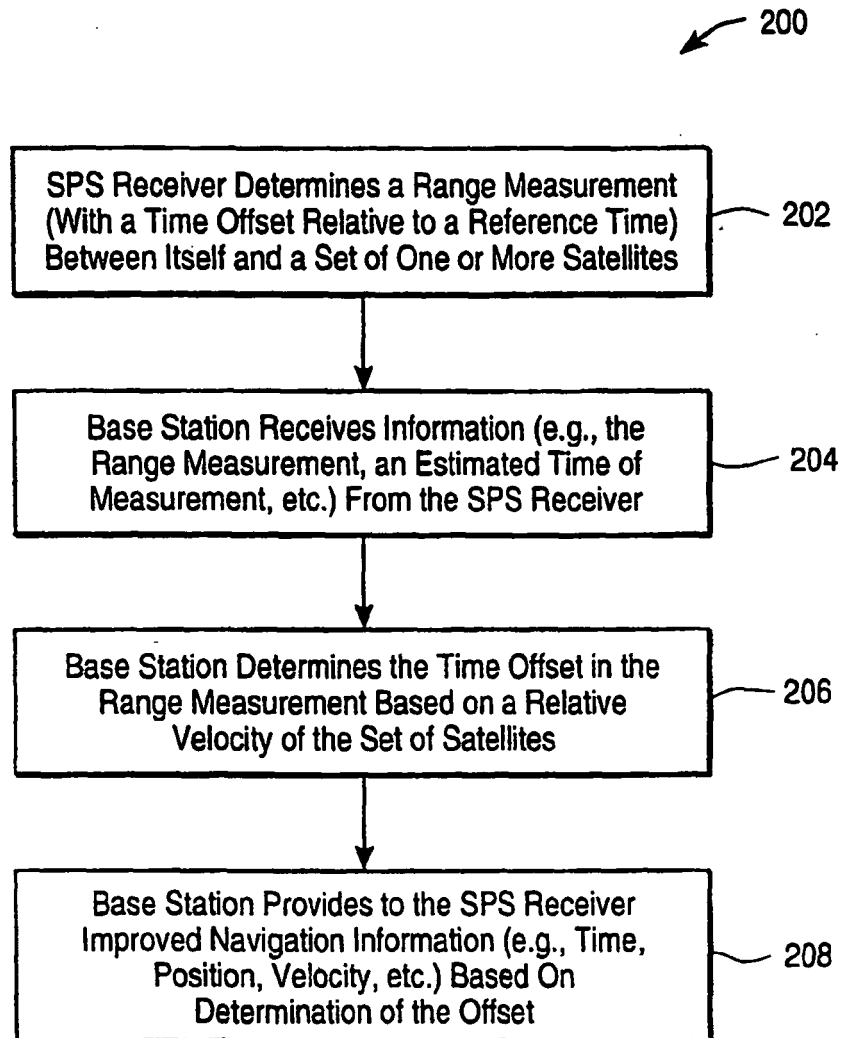 200
SPS Receiver Determines a Range Measurement
(With a Time Offset Relative to a Reference Time)
Between Itself and a Set of One or More Satellites
202
Base Station Receives Information (e.g., the
Range Measurement, an Estimated Time of
Measurement, etc.) From the SPS Receiver
204
Base Station Determines the Time Offset in the
Range Measurement Based on a Relative
Velocity of the Set of Satellites
206
Base Station Provides to the SPS Receiver
Improved Navigation Information (e.g., Time,
Position, Velocity, etc.) Based On
Determination of the Offset
208